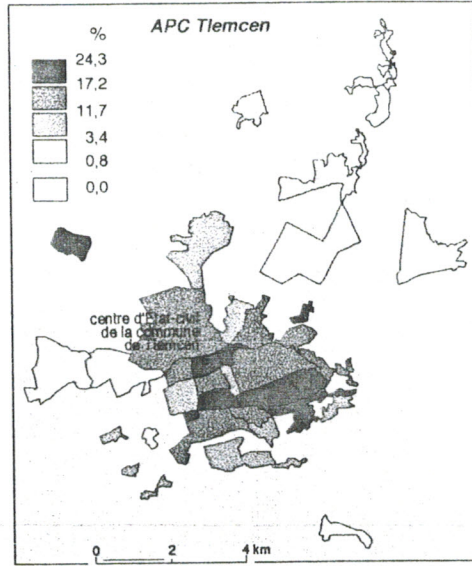 APC Tlemcen
%
24,3
17,2
11,7
3,4
0,8
0,0
centre d'Etat-civil
de la commune
de Tlemcen
0 2 4 km